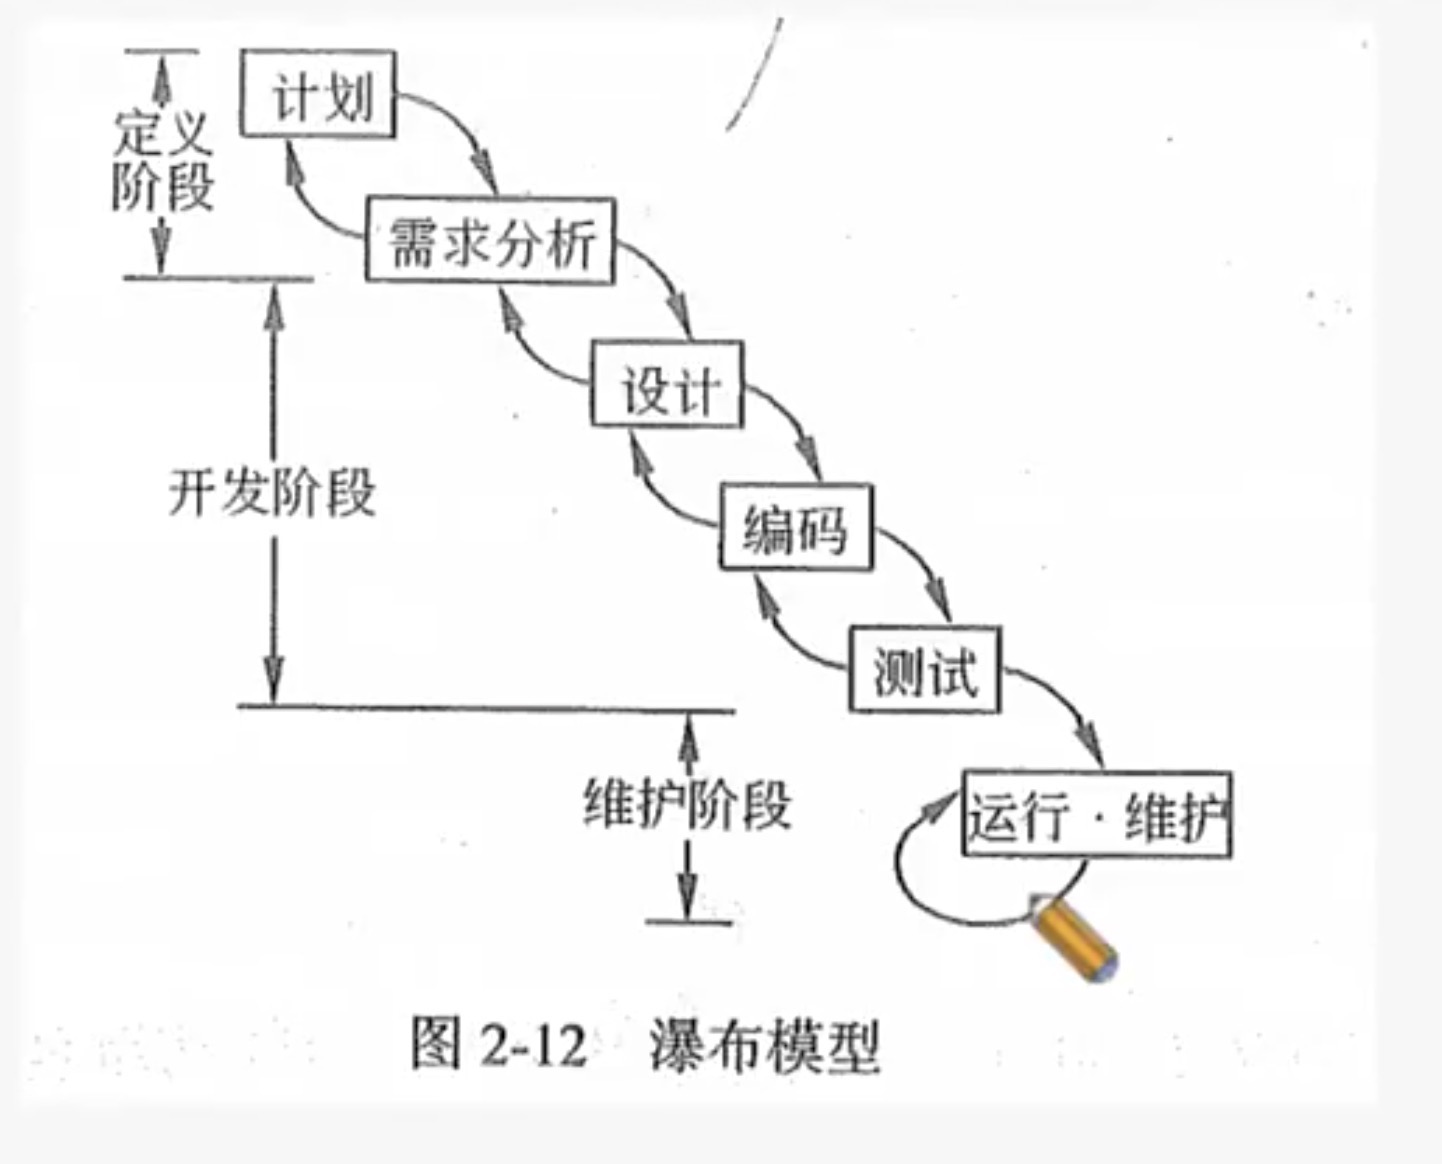 计划
定义
阶段
需求分析
设计
开发阶段
编码
测试
维护阶段
运行·维护
图 2-12 瀑布模型